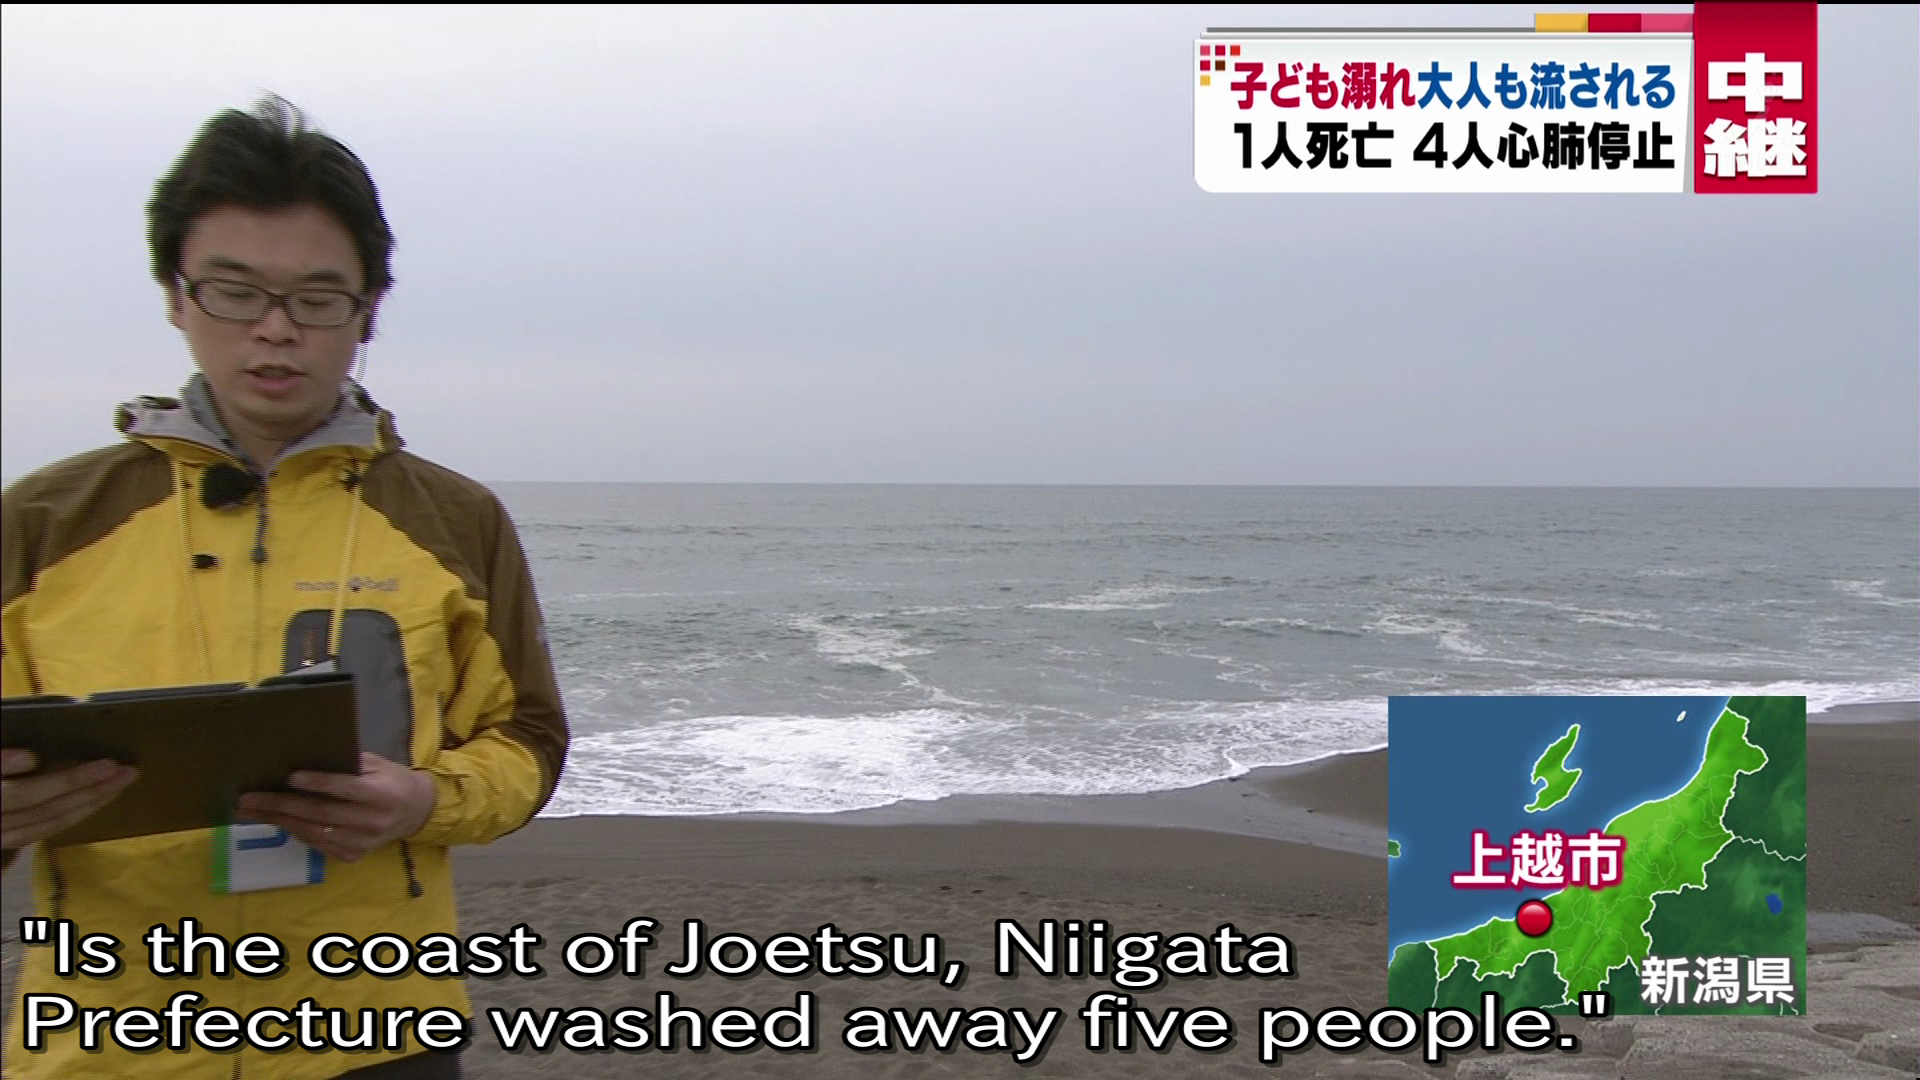 子ども溺れ大人も流される
1人死亡 4人心肺停止
中継
mont-bell
上越市
新潟県
"Is the coast of Joetsu, Niigata
Prefecture washed away five people."